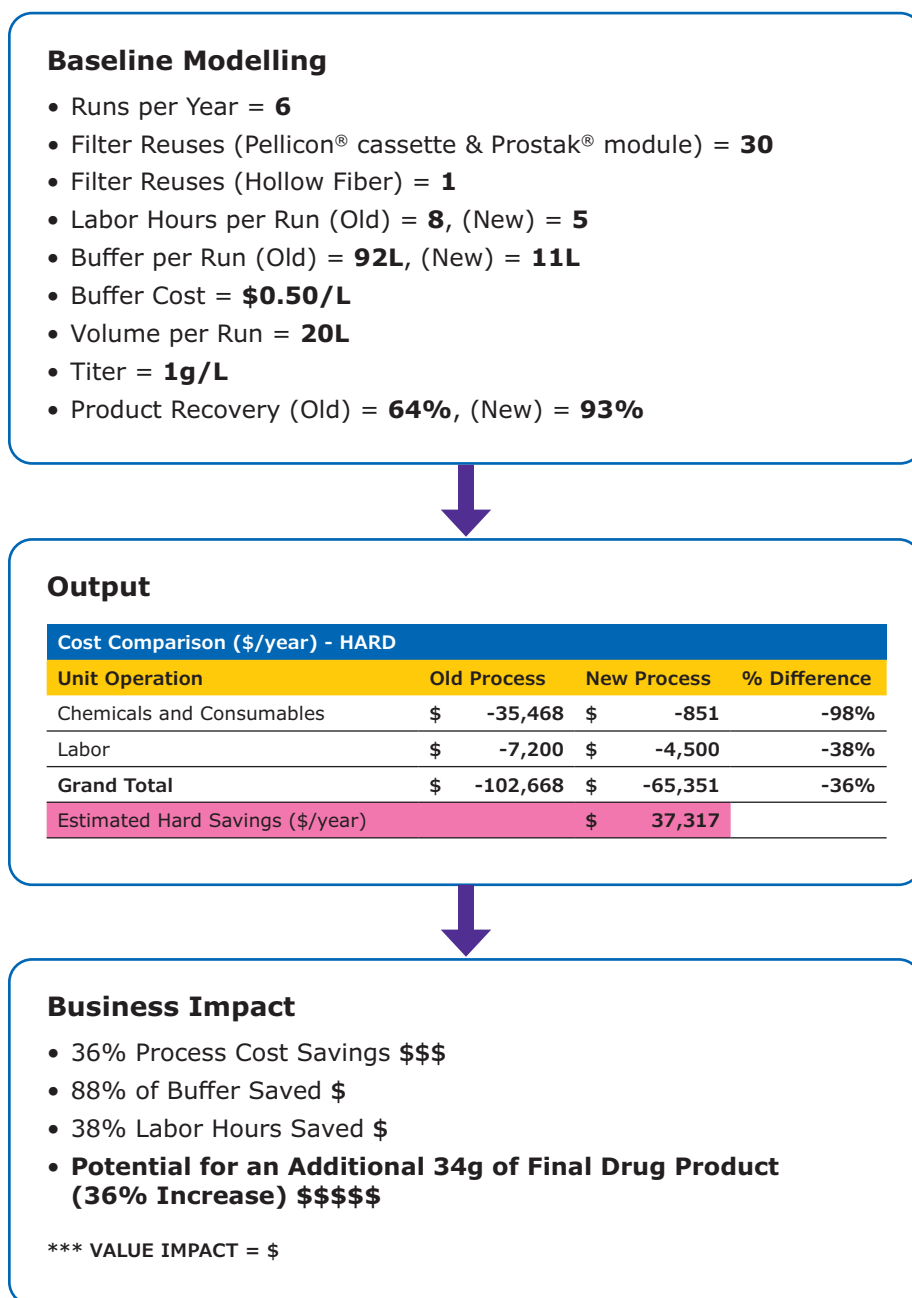 Baseline Modelling
• Runs per Year = 6
• Filter Reuses (Pellicon® cassette & Prostak® module) = 30
• Filter Reuses (Hollow Fiber) = 1
• Labor Hours per Run (Old) = 8, (New) = 5
• Buffer per Run (Old) = 92L, (New) = 11L
• Buffer Cost = $0.50/L
• Volume per Run = 20L
• Titer = 1g/L
• Product Recovery (Old) = 64%, (New) = 93%
Output
Cost Comparison ($/year) - HARD
Unit Operation Old Process New Process % Difference
Chemicals and Consumables $ -35,468 $ -851 -98%
Labor $ -7,200 $ -4,500 -38%
Grand Total $ -102,668 $ -65,351 -36%
Estimated Hard Savings ($/year) $ 37,317
Business Impact
• 36% Process Cost Savings $$$
• 88% of Buffer Saved $
• 38% Labor Hours Saved $
• Potential for an Additional 34g of Final Drug Product
(36% Increase) $$$$$
*** VALUE IMPACT = $